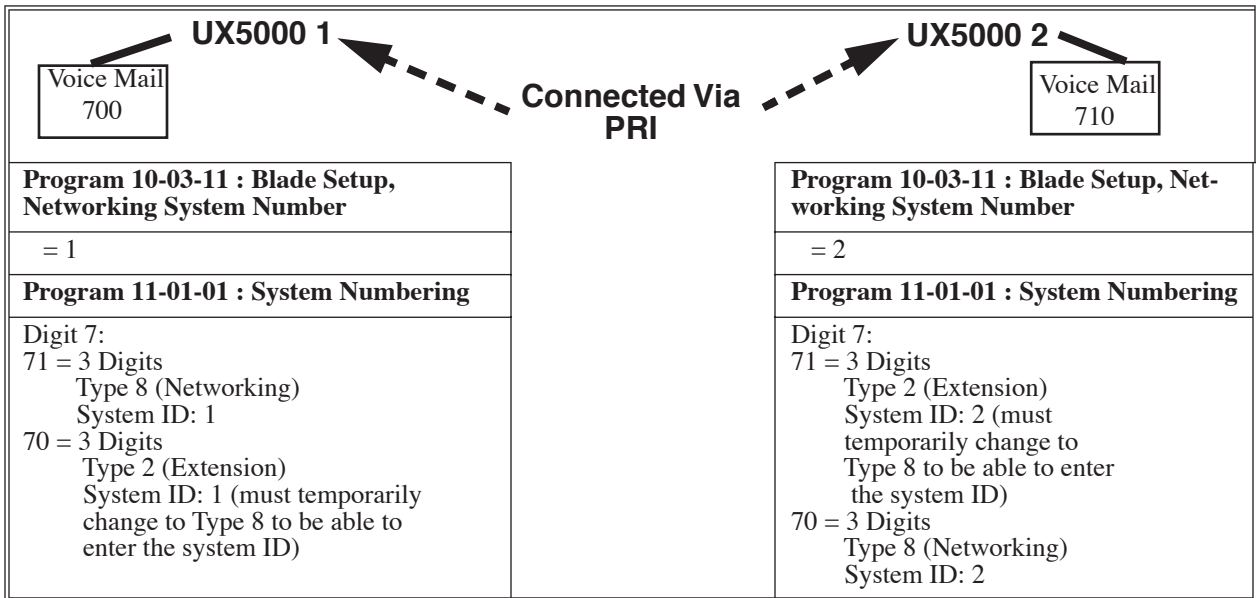 UX5000 1
UX5000 2
Voice Mail
700
Connected Via
PRI
Voice Mail
710
Program 10-03-11 : Blade Setup,
Networking System Number
= 1
Program 11-01-01 : System Numbering
Digit 7:
71 = 3 Digits
Type 8 (Networking)
System ID: 1
70 = 3 Digits
Type 2 (Extension)
System ID: 1 (must temporarily
change to Type 8 to be able to
enter the system ID)
Program 10-03-11 : Blade Setup, Net-
working System Number
= 2
Program 11-01-01 : System Numbering
Digit 7:
71 = 3 Digits
Type 2 (Extension)
System ID: 2 (must
temporarily change to
Type 8 to be able to enter
the system ID)
70 = 3 Digits
Type 8 (Networking)
System ID: 2